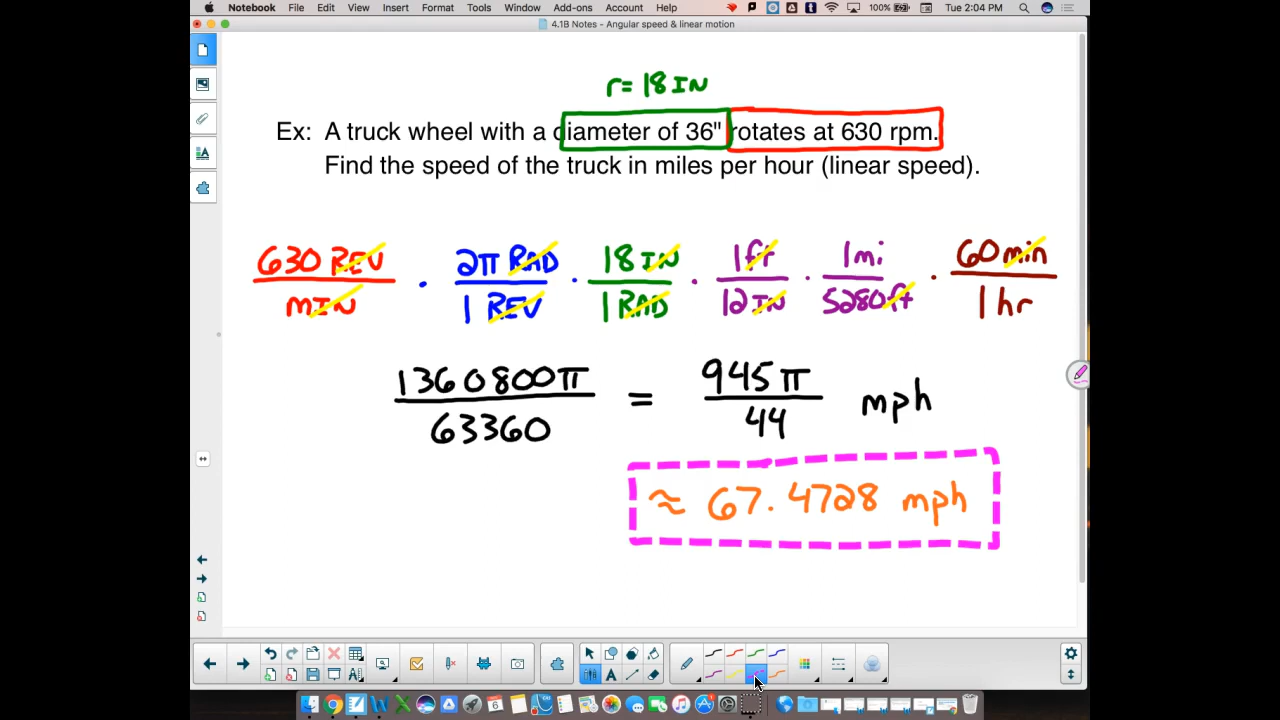 Notebook File Edit View Insert Format Tools Window Add-ons Account Help 100% Tue 2:04 PM
4.1B Notes - Angular speed & linear motion
r = 18 IN
Ex: A truck wheel with a diameter of 36" rotates at 630 rpm.
Find the speed of the truck in miles per hour (linear speed).
630 REV / MIN · 2π RAD / 1 REV · 18 IN / 1 RAD · 1 ft / 12 IN · 1 mi / 5280 ft · 60 min / 1 hr
1360800π / 63360 = 945π / 44 mph
≈ 67.4728 mph